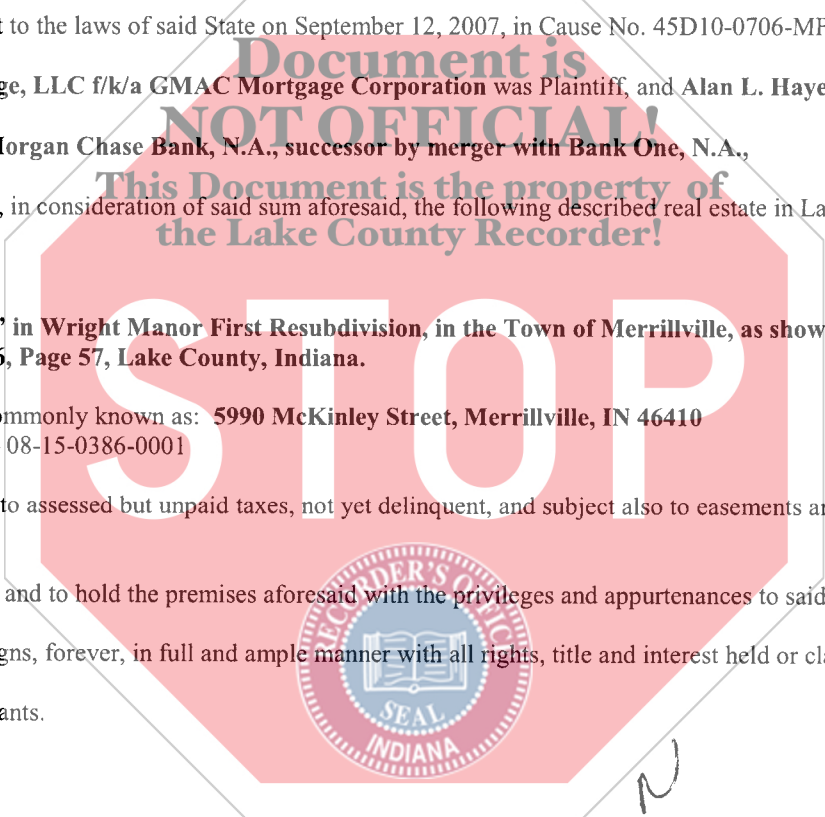 t to the laws of said State on September 12, 2007, in Cause No. 45D10-0706-MF
Document is
ge, LLC f/k/a GMAC Mortgage Corporation was Plaintiff, and Alan L. Haye
NOT OFFICIAL!
Morgan Chase Bank, N.A., successor by merger with Bank One, N.A.,
This Document is the property of
, in consideration of said sum aforesaid, the following described real estate in La
the Lake County Recorder!
" in Wright Manor First Resubdivision, in the Town of Merrillville, as show
6, Page 57, Lake County, Indiana.
ommonly known as: 5990 McKinley Street, Merrillville, IN 46410
08-15-0386-0001
STOP
to assessed but unpaid taxes, not yet delinquent, and subject also to easements an
RECORDER'S OFFICE
and to hold the premises aforesaid with the privileges and appurtenances to said
gns, forever, in full and ample manner with all rights, title and interest held or cla
SEAL
ants.
INDIANA
N